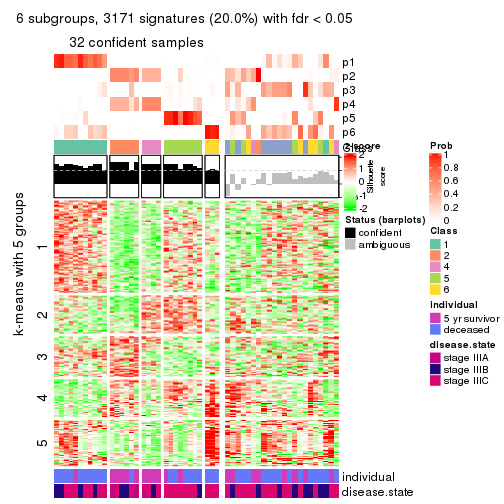 6 subgroups, 3171 signatures (20.0%) with fdr < 0.05
32 confident samples
p1
p2
p3
p4
p5
p6
Class
z-score
2
1
0
-1
-2
Silhouette
score
Status (barplots)
confident
ambiguous
Prob
1
0.8
0.6
0.4
0.2
0
Class
1
2
4
5
6
individual
5 yr survivor
deceased
disease.state
stage IIIA
stage IIIB
stage IIIC
k-means with 5 groups
1
2
3
4
5
individual
disease.state